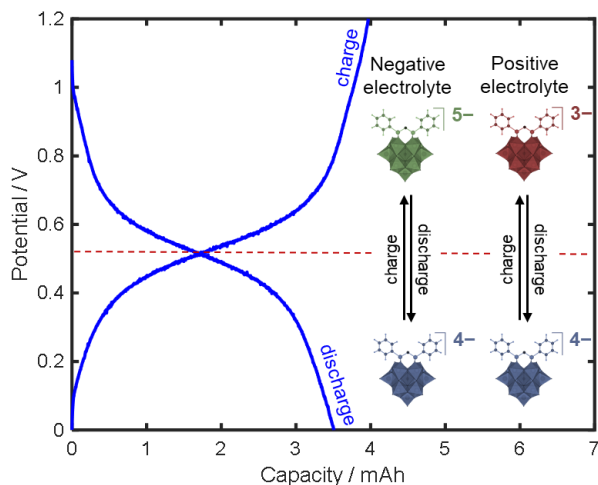 1.2
1.0
0.8
0.6
0.4
0.2
0
Potential / V
0 1 2 3 4 5 6 7
Capacity / mAh
charge
discharge
Negative
electrolyte
Positive
electrolyte
5−
3−
charge
discharge
charge
discharge
4−
4−